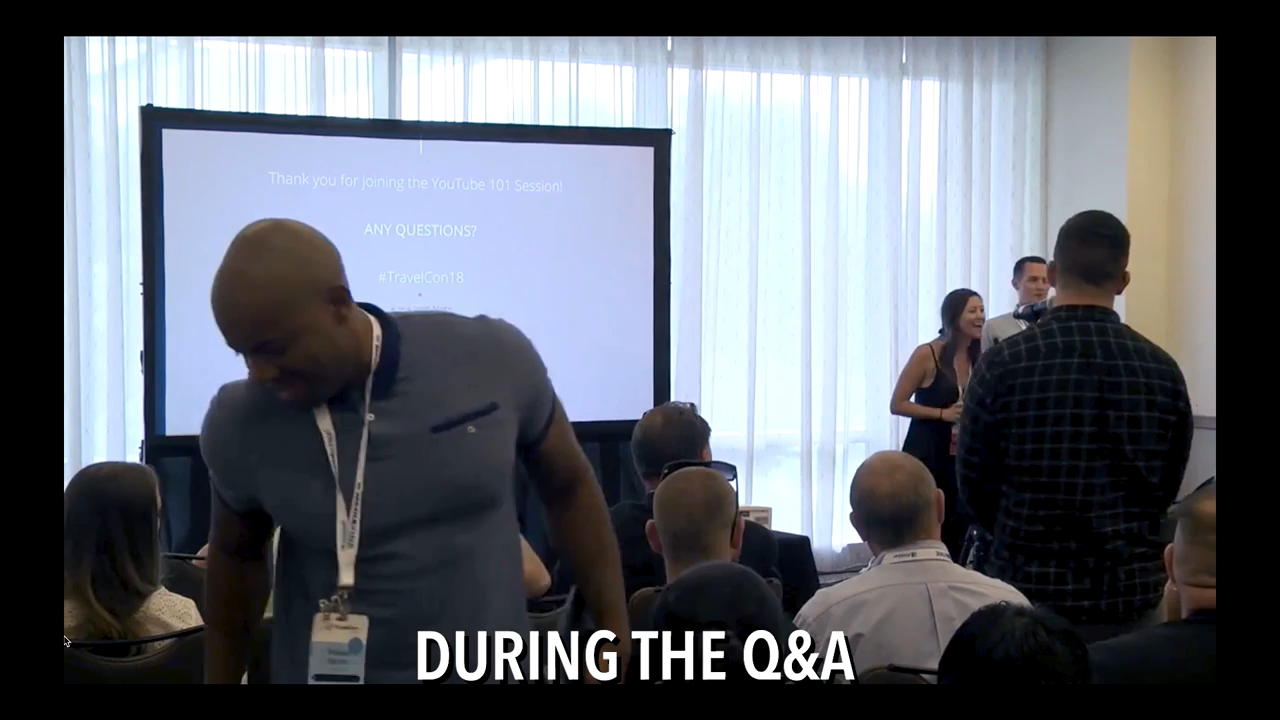 Thank you for joining the YouTube 101 Session!
ANY QUESTIONS?
#TravelCon18
DURING THE Q&A